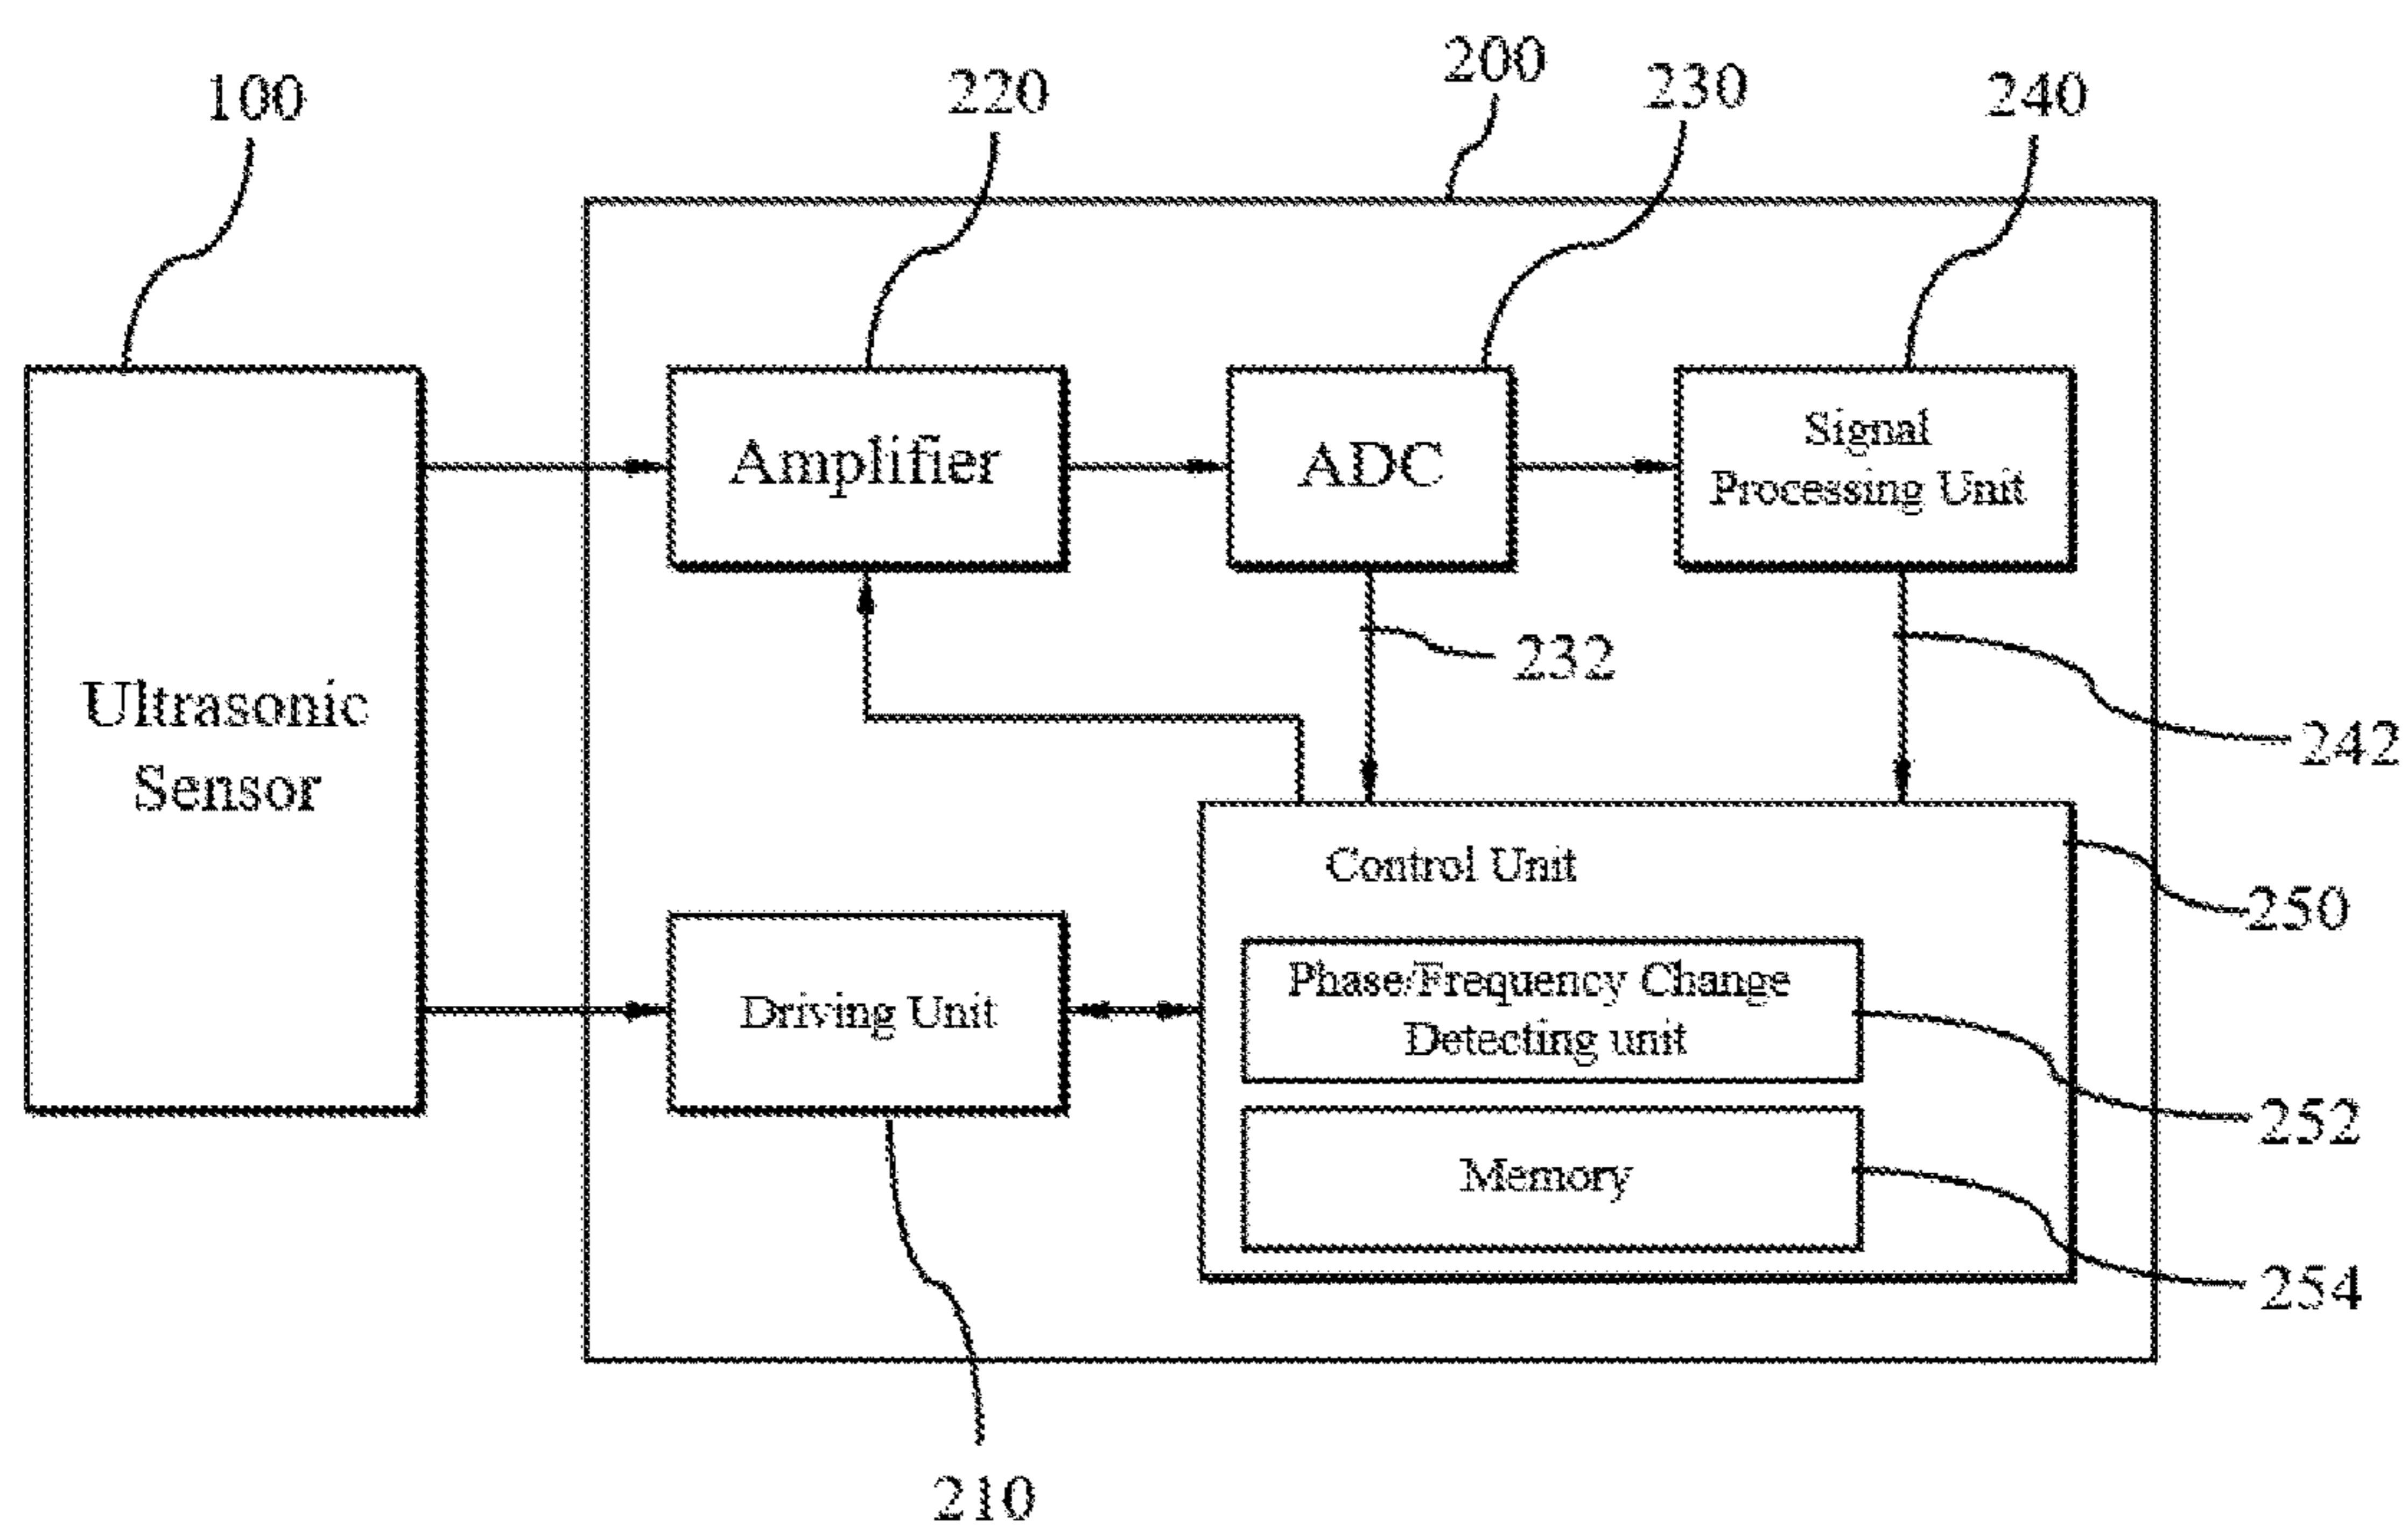 200
100
220
230
240
Amplifier
ADC
Signal
Processing Unit
232
242
Ultrasonic
Sensor
Control Unit
250
Driving Unit
Phase/Frequency Change
Detecting unit
252
Memory
254
210